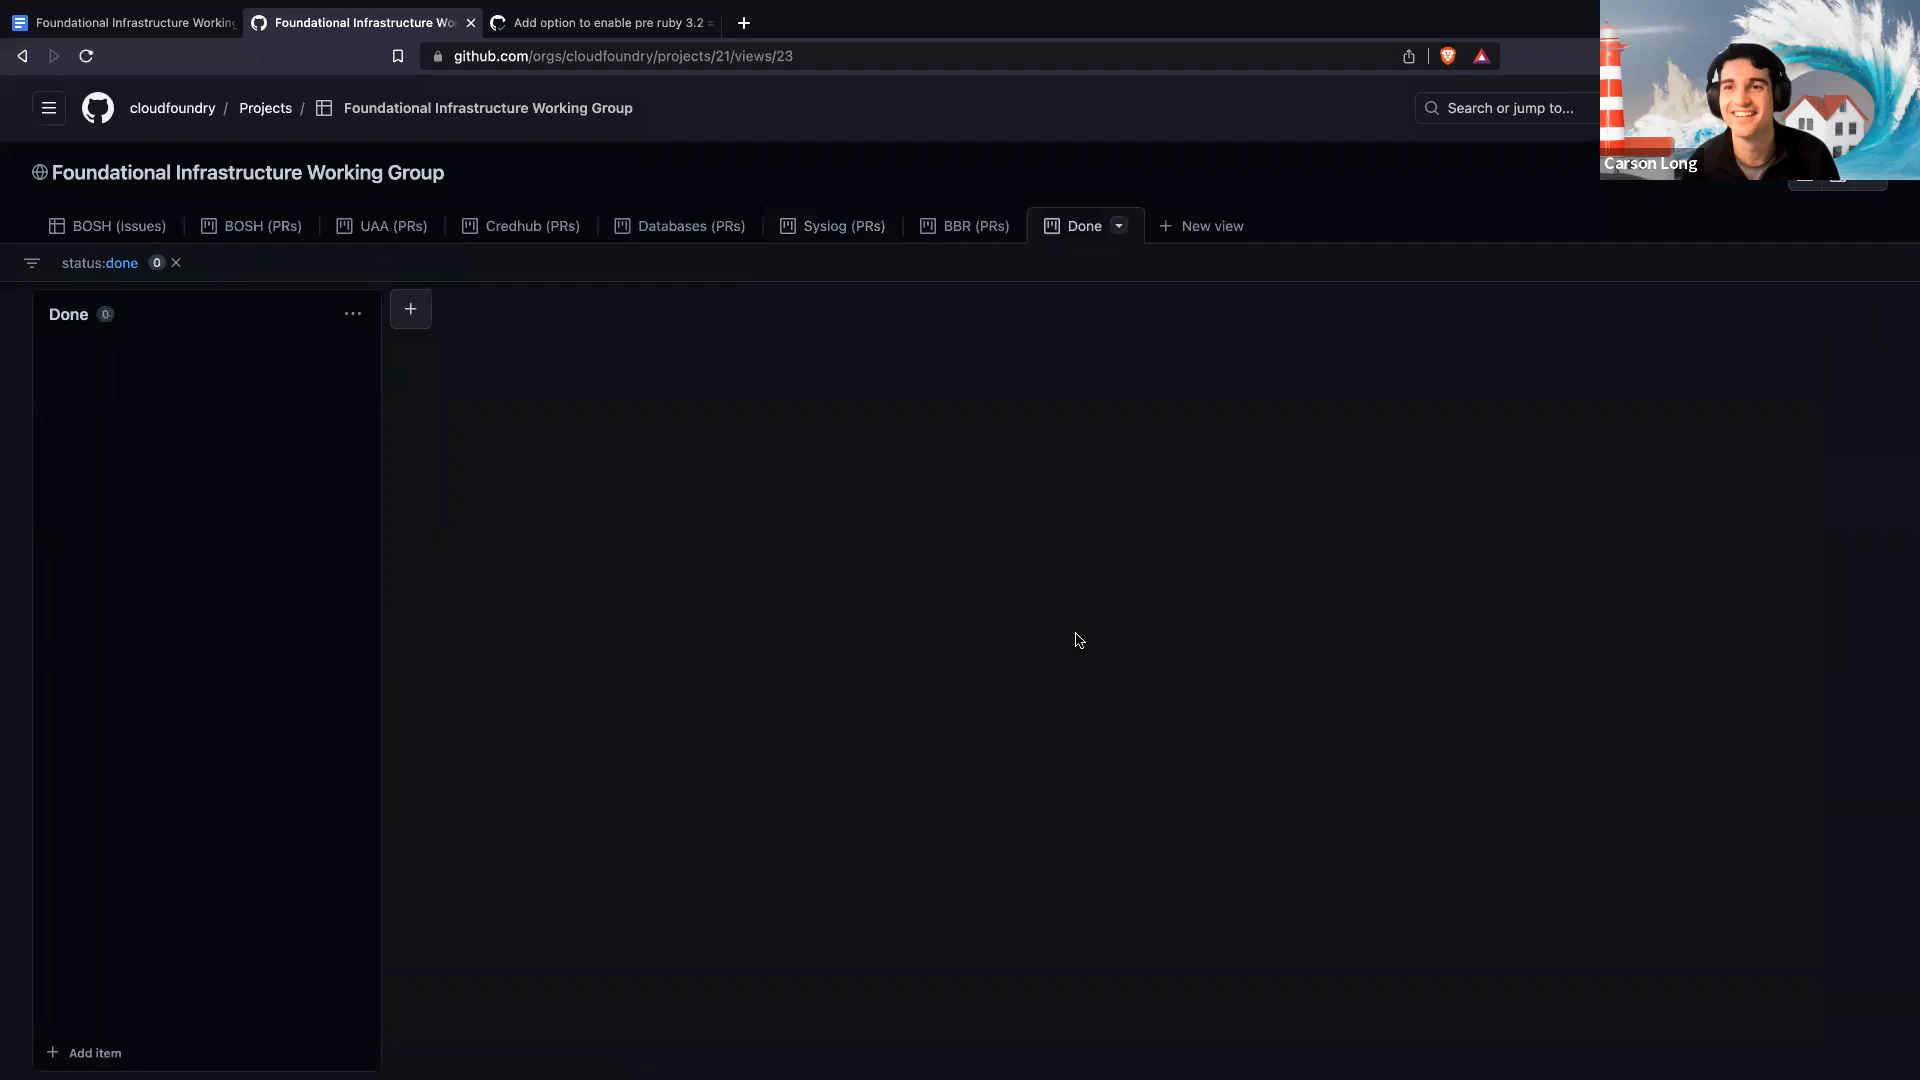 Foundational Infrastructure Working
Foundational Infrastructure Wo
Add option to enable pre ruby 3.2 =
github.com/orgs/cloudfoundry/projects/21/views/23
cloudfoundry / Projects / Foundational Infrastructure Working Group
Search or jump to...
Carson Long
Foundational Infrastructure Working Group
BOSH (Issues)
BOSH (PRs)
UAA (PRs)
Credhub (PRs)
Databases (PRs)
Syslog (PRs)
BBR (PRs)
Done
New view
status:done 0
Done 0
Add item